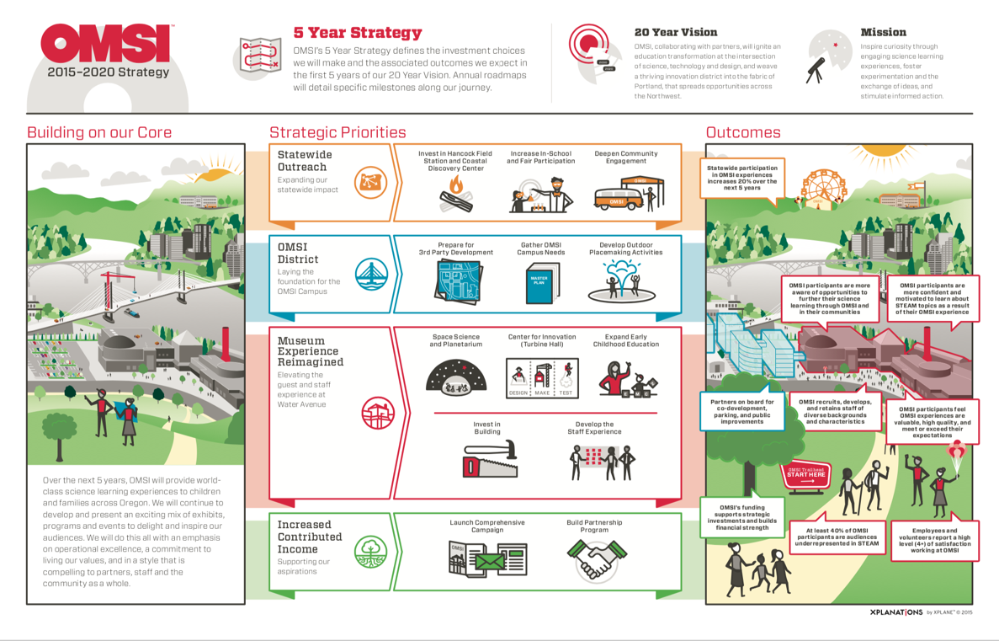 OMSI™
2015–2020 Strategy
5 Year Strategy
OMSI's 5 Year Strategy defines the investment choices
we will make and the associated outcomes we expect in
the first 5 years of our 20 Year Vision. Annual roadmaps
will detail specific milestones along our journey.
20 Year Vision
OMSI, collaborating with partners, will ignite an
education transformation at the intersection
of science, technology and design, and weave
a thriving innovation district into the fabric of
Portland, that spreads opportunities across
the Northwest.
Mission
Inspire curiosity through
engaging science learning
experiences, foster
experimentation and the
exchange of ideas, and
stimulate informed action.
Building on our Core
Over the next 5 years, OMSI will provide world-
class science learning experiences to children
and families across Oregon. We will continue to
develop and present an exciting mix of exhibits,
programs and events to delight and inspire our
audiences. We will do this all with an emphasis
on operational excellence, a commitment to
living our values, and in a style that is
compelling to partners, staff and the
community as a whole.
Strategic Priorities
Statewide
Outreach
Expanding our
statewide impact
Invest in Hancock Field
Station and Coastal
Discovery Center
Increase In-School
and Fair Participation
Deepen Community
Engagement
OMSI
OMSI
OMSI
District
Laying the
foundation for the
OMSI Campus
Prepare for
3rd Party Development
Gather OMSI
Campus Needs
MASTER
PLAN
Develop Outdoor
Placemaking Activities
Museum
Experience
Reimagined
Elevating the
guest and staff
experience at
Water Avenue
Space Science
and Planetarium
Center for Innovation
(Turbine Hall)
DESIGN MAKE TEST
Expand Early
Childhood Education
Invest in
Building
Develop the
Staff Experience
Increased
Contributed
Income
Supporting our
aspirations
Launch Comprehensive
Campaign
OMSI
Build Partnership
Program
Outcomes
Statewide participation
in OMSI experiences
increases 20% over the
next 5 years
OMSI participants are more
aware of opportunities to
further their science
learning through OMSI and
in their communities
OMSI participants are
more confident and
motivated to learn about
STEAM topics as a result
of their OMSI experience
Partners on board for
co-development,
parking, and public
improvements
OMSI recruits, develops,
and retains staff of
diverse backgrounds
and characteristics
OMSI participants feel
OMSI experiences are
valuable, high quality, and
meet or exceed their
expectations
OMSI Trailhead
START HERE
OMSI's funding
supports strategic
investments and builds
financial strength
At least 40% of OMSI
participants are audiences
underrepresented in STEAM
Employees and
volunteers report a high
level (4+) of satisfaction
working at OMSI
XPLANATiONS by XPLANE™ © 2015